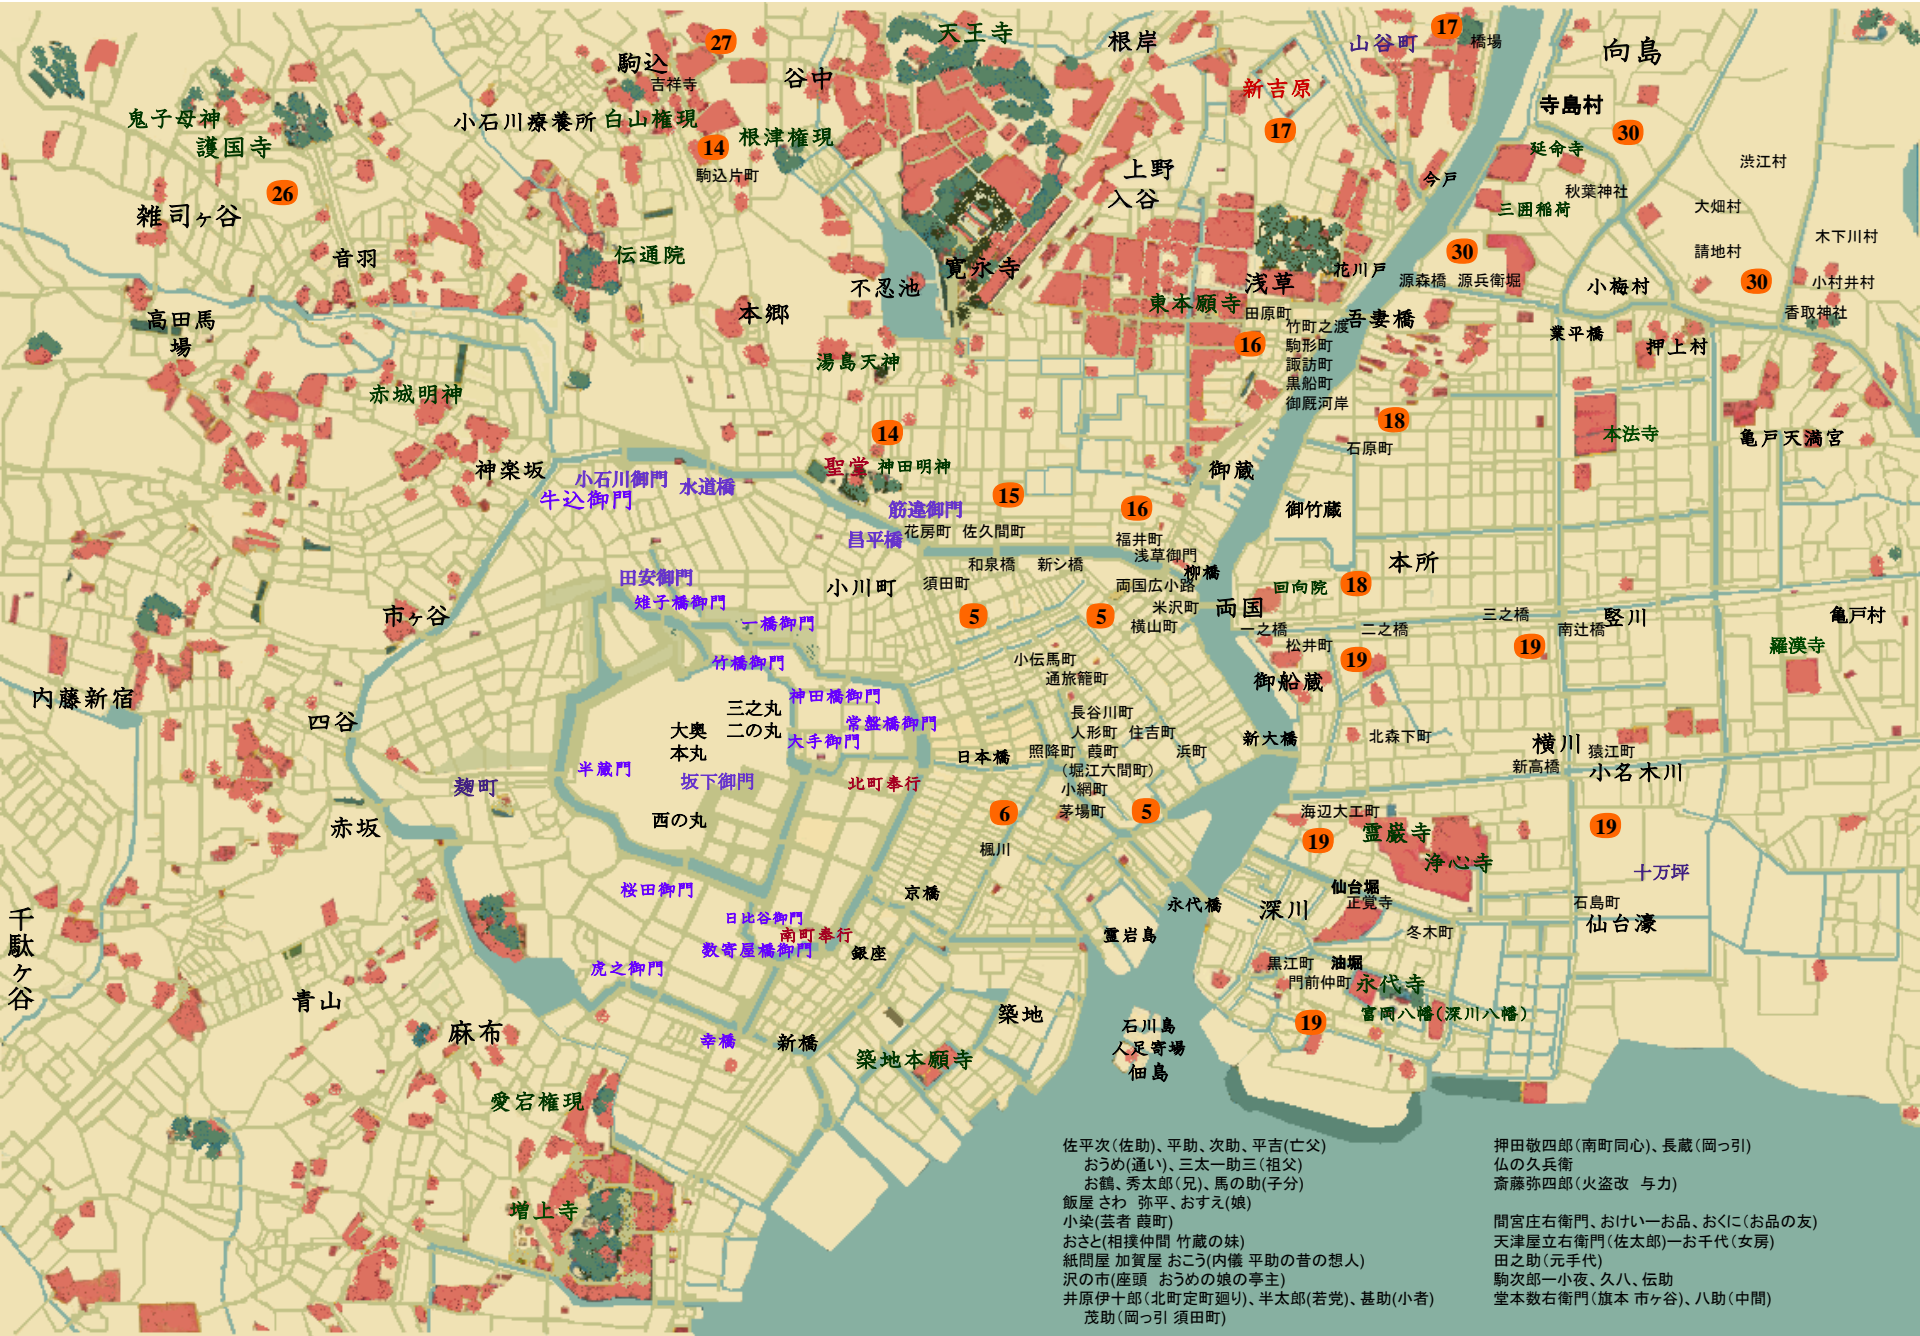 天王寺
根岸
山谷町
17
橋場
向島
27
駒込
吉祥寺
谷中
新吉原
17
寺島村
30
鬼子母神
護国寺
26
小石川療養所
白山権現
14
根津権現
駒込片町
延命寺
渋江村
上野
入谷
今戸
秋葉神社
三囲稲荷
大畑村
雑司ヶ谷
音羽
伝通院
30
請地村
木下川村
不忍池
寛永寺
浅草
花川戸
源森橋
源兵衛堀
小梅村
30
小村井村
香取神社
高田馬
場
本郷
東本願寺
田原町
竹町之渡
吾妻橋
業平橋
押上村
16
駒形町
諏訪町
黒船町
御厩河岸
湯島天神
赤城明神
14
18
石原町
本法寺
亀戸天満宮
神楽坂
小石川御門
牛込御門
水道橋
聖堂
神田明神
御蔵
15
16
御竹蔵
筋違御門
昌平橋
花房町
佐久間町
福井町
浅草御門
和泉橋
新シ橋
柳橋
本所
田安御門
雉子橋御門
小川町
須田町
両国広小路
回向院
18
米沢町
両国
5
5
横山町
一橋御門
市ヶ谷
一之橋
二之橋
三之橋
南辻橋
竪川
亀戸村
松井町
19
19
羅漢寺
竹橋御門
小伝馬町
通旅籠町
御船蔵
内藤新宿
四谷
神田橋御門
三之丸
二の丸
大奥
本丸
常盤橋御門
大手御門
長谷川町
人形町
住吉町
照降町
葭町
浜町
(堀江六間町)
小網町
茅場町
日本橋
新大橋
北森下町
横川
猿江町
新高橋
小名木川
半蔵門
坂下御門
北町奉行
麹町
西の丸
赤坂
6
5
楓川
海辺大工町
19
霊巌寺
浄心寺
19
十万坪
桜田御門
京橋
永代橋
深川
仙台堀
正覚寺
石島町
仙台濠
日比谷御門
南町奉行
数寄屋橋御門
銀座
霊岩島
冬木町
千駄ヶ谷
虎之御門
黒江町
油堀
門前仲町
永代寺
富岡八幡(深川八幡)
19
青山
麻布
幸橋
新橋
築地
石川島
人足寄場
佃島
築地本願寺
愛宕権現
増上寺
佐平次(佐助)、平助、次助、平吉(亡父)
おうめ(通い)、三太ー助三(祖父)
お鶴、秀太郎(兄)、馬の助(子分)
飯屋 さわ 弥平、おすえ(娘)
小染(芸者 葭町)
おさと(相撲仲間 竹蔵の妹)
紙問屋 加賀屋 おこう(内儀 平助の昔の想人)
沢の市(座頭 おうめの娘の亭主)
井原伊十郎(北町定町廻り)、半太郎(若党)、甚助(小者)
茂助(岡っ引 須田町)
押田敬四郎(南町同心)、長蔵(岡っ引)
仏の久兵衛
斎藤弥四郎(火盗改 与力)
間宮庄右衛門、おけいーお品、おくに(お品の友)
天津屋立右衛門(佐太郎)ーお千代(女房)
田之助(元手代)
駒次郎ー小夜、久八、伝助
堂本数右衛門(旗本 市ヶ谷)、八助(中間)